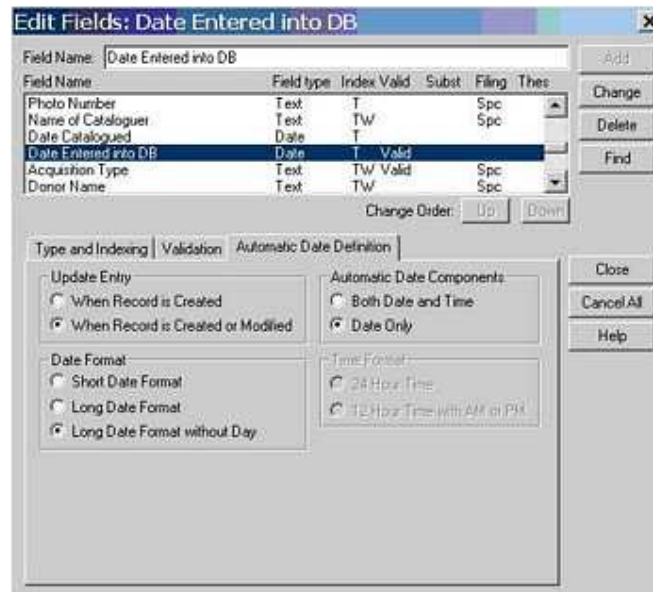 Edit Fields: Date Entered into DB
Field Name: Date Entered into DB
Add
Field Name Field type Index Valid Subst Filing Thes
Change
Photo Number Text T Spc
Name of Cataloguer Text TW Spc
Delete
Date Catalogued Date T
Date Entered into DB Date T Valid
Find
Acquisition Type Text TW Valid Spc
Donor Name Text TW Spc
Change Order: Up Down
Type and Indexing Validation Automatic Date Definition
Close
Update Entry Automatic Date Components
When Record is Created Both Date and Time
Cancel All
When Record is Created or Modified Date Only
Help
Date Format Time Format
Short Date Format 24 Hour Time
Long Date Format 12 Hour Time with AM or PM
Long Date Format without Day